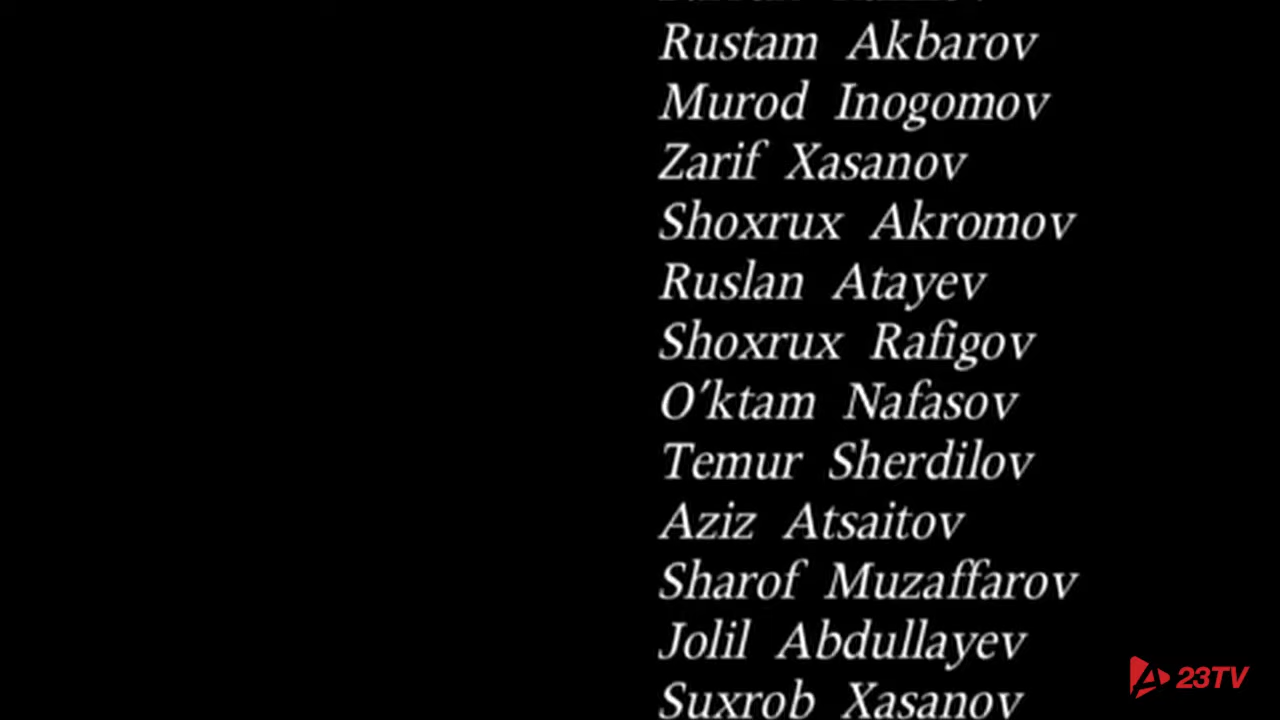 Rustam Akbarov
Murod Inogomov
Zarif Xasanov
Shoxrux Akromov
Ruslan Atayev
Shoxrux Rafigov
O'ktam Nafasov
Temur Sherdilov
Aziz Atsaitov
Sharof Muzaffarov
Jolil Abdullayev
Suxrob Xasanov
23TV